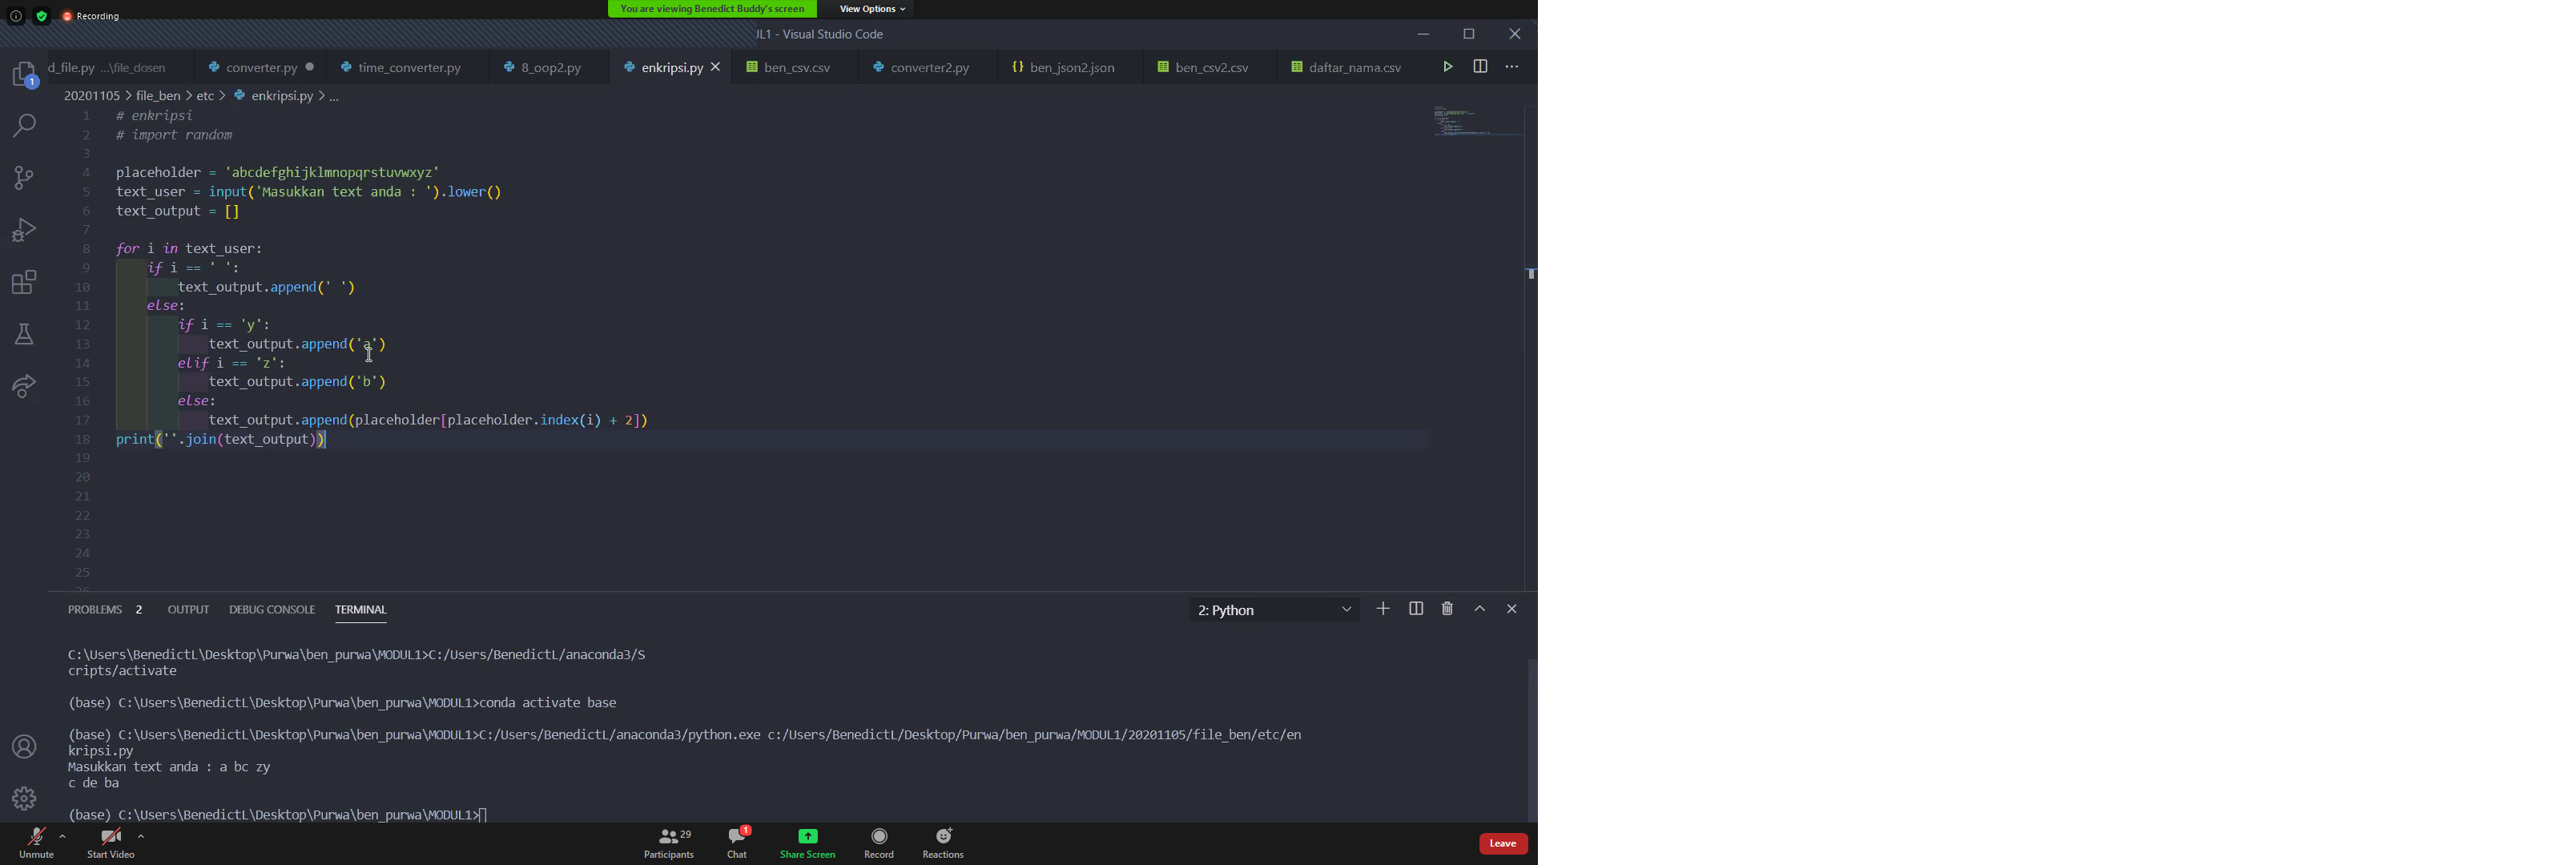 Recording
You are viewing Benedict Buddy's screen
View Options
JL1 - Visual Studio Code
d_file.py ...\file_dosen
converter.py
time_converter.py
8_oop2.py
enkripsi.py
ben_csv.csv
converter2.py
{} ben_json2.json
ben_csv2.csv
daftar_nama.csv
1
20201105 > file_ben > etc > enkripsi.py > ...
1 # enkripsi
2 # import random
3
4 placeholder = 'abcdefghijklmnopqrstuvwxyz'
5 text_user = input('Masukkan text anda : ').lower()
6 text_output = []
7
8 for i in text_user:
9 if i == ' ':
10 text_output.append(' ')
11 else:
12 if i == 'y':
13 text_output.append('a')
14 elif i == 'z':
15 text_output.append('b')
16 else:
17 text_output.append(placeholder[placeholder.index(i) + 2])
18 print(''.join(text_output))
19
20
21
22
23
24
25
PROBLEMS 2 OUTPUT DEBUG CONSOLE TERMINAL
2: Python
C:\Users\BenedictL\Desktop\Purwa\ben_purwa\MODUL1>C:/Users/BenedictL/anaconda3/S
cripts/activate
(base) C:\Users\BenedictL\Desktop\Purwa\ben_purwa\MODUL1>conda activate base
(base) C:\Users\BenedictL\Desktop\Purwa\ben_purwa\MODUL1>C:/Users/BenedictL/anaconda3/python.exe c:/Users/BenedictL/Desktop/Purwa/ben_purwa/MODUL1/20201105/file_ben/etc/en
kripsi.py
Masukkan text anda : a bc zy
c de ba
(base) C:\Users\BenedictL\Desktop\Purwa\ben_purwa\MODUL1>
Unmute
Start Video
29
Participants
1
Chat
Share Screen
Record
Reactions
Leave